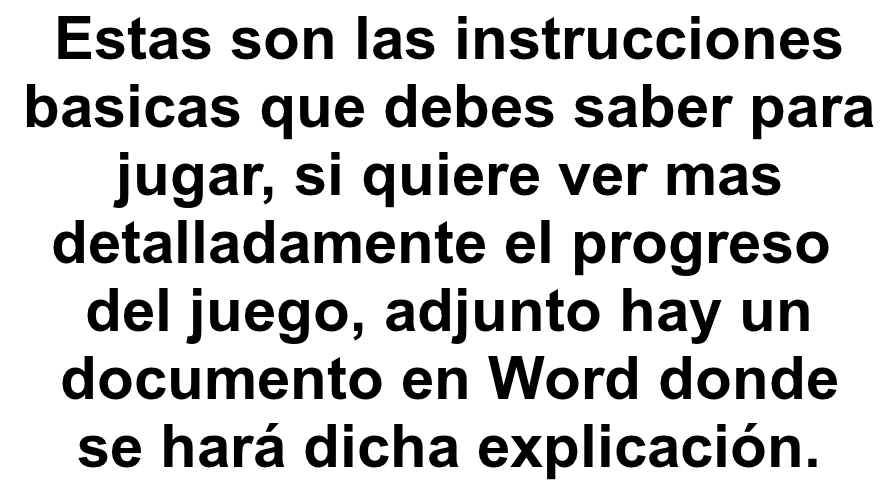 Estas son las instrucciones
basicas que debes saber para
jugar, si quiere ver mas
detalladamente el progreso
del juego, adjunto hay un
documento en Word donde
se hará dicha explicación.